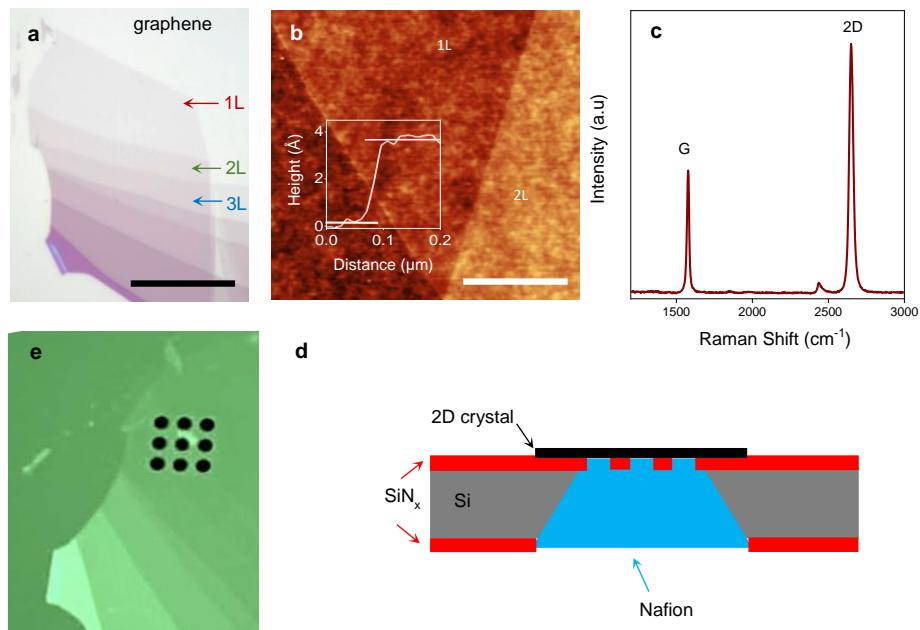 a
graphene
1L
2L
3L
b
1L
2L
Height (Å)
4
2
0
0.0
0.1
0.2
Distance (µm)
c
2D
G
Intensity (a.u)
1500
2000
2500
3000
Raman Shift (cm-1)
e
d
2D crystal
SiNx
Si
Nafion